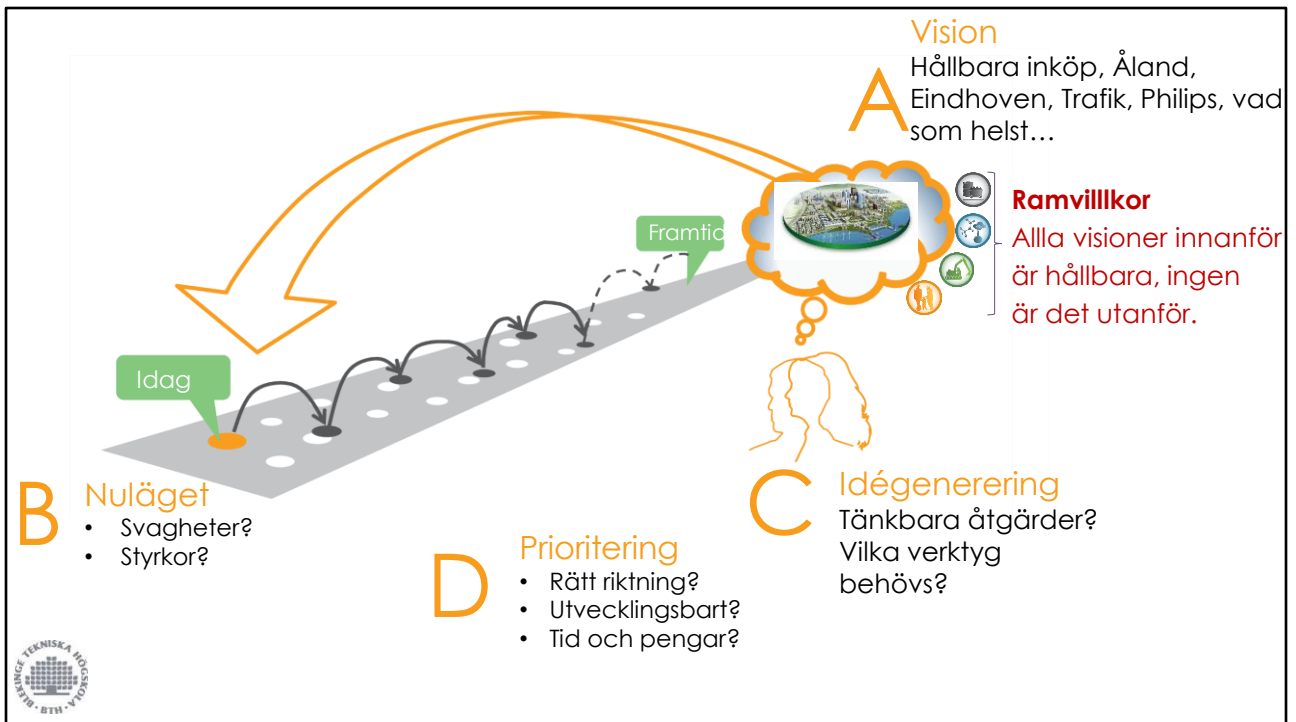 Vision
A
Hållbara inköp, Åland,
Eindhoven, Trafik, Philips, vad
som helst…
Ramvilllkor
Allla visioner innanför
är hållbara, ingen
är det utanför.
Framtid
Idag
B
Nuläget
• Svagheter?
• Styrkor?
C
Idégenerering
Tänkbara åtgärder?
Vilka verktyg
behövs?
D
Prioritering
• Rätt riktning?
• Utvecklingsbart?
• Tid och pengar?
BLEKINGE TEKNISKA HÖGSKOLA · BTH ·